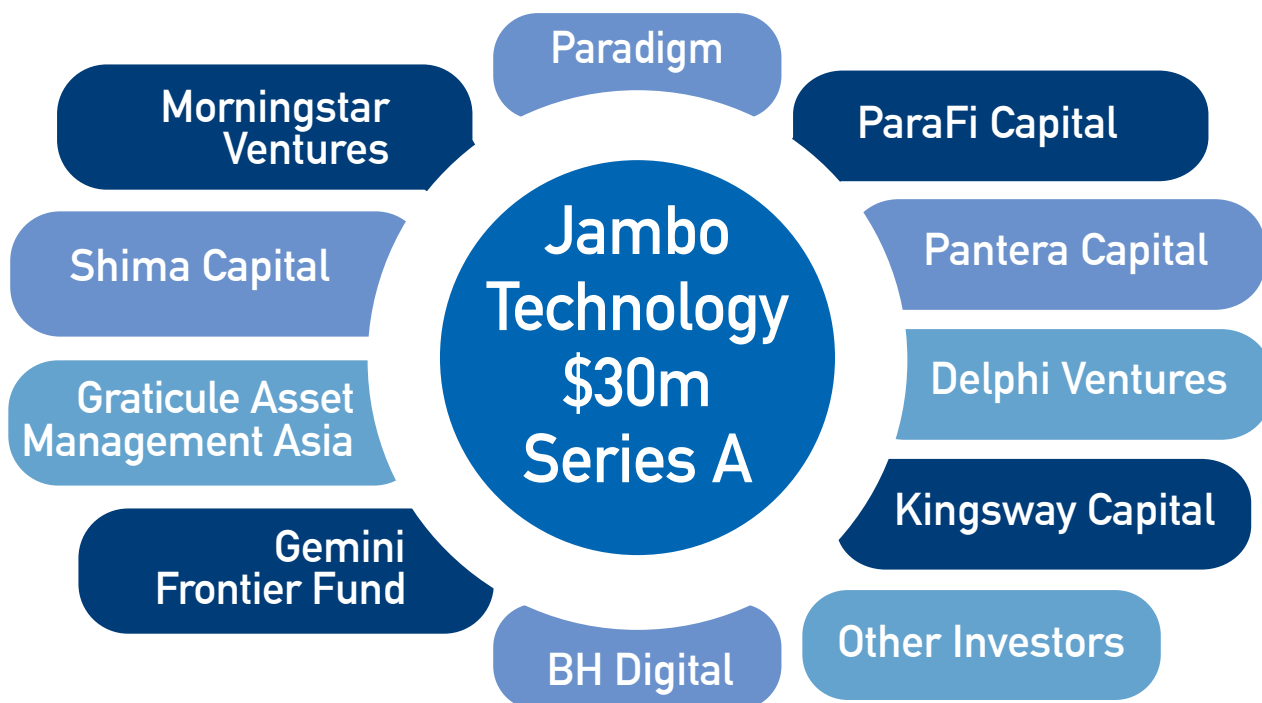 Paradigm
Morningstar
Ventures
ParaFi Capital
Shima Capital
Jambo
Technology
$30m
Series A
Pantera Capital
Graticule Asset
Management Asia
Delphi Ventures
Gemini
Frontier Fund
Kingsway Capital
BH Digital
Other Investors